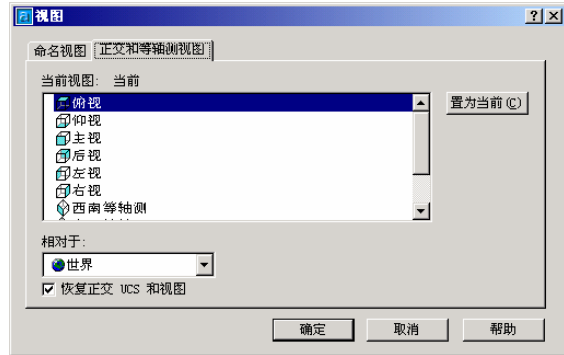 视图
命名视图 正交和等轴测视图
当前视图: 当前
俯视
置为当前(C)
仰视
主视
后视
左视
右视
西南等轴测
相对于:
世界
恢复正交 UCS 和视图
确定 取消 帮助